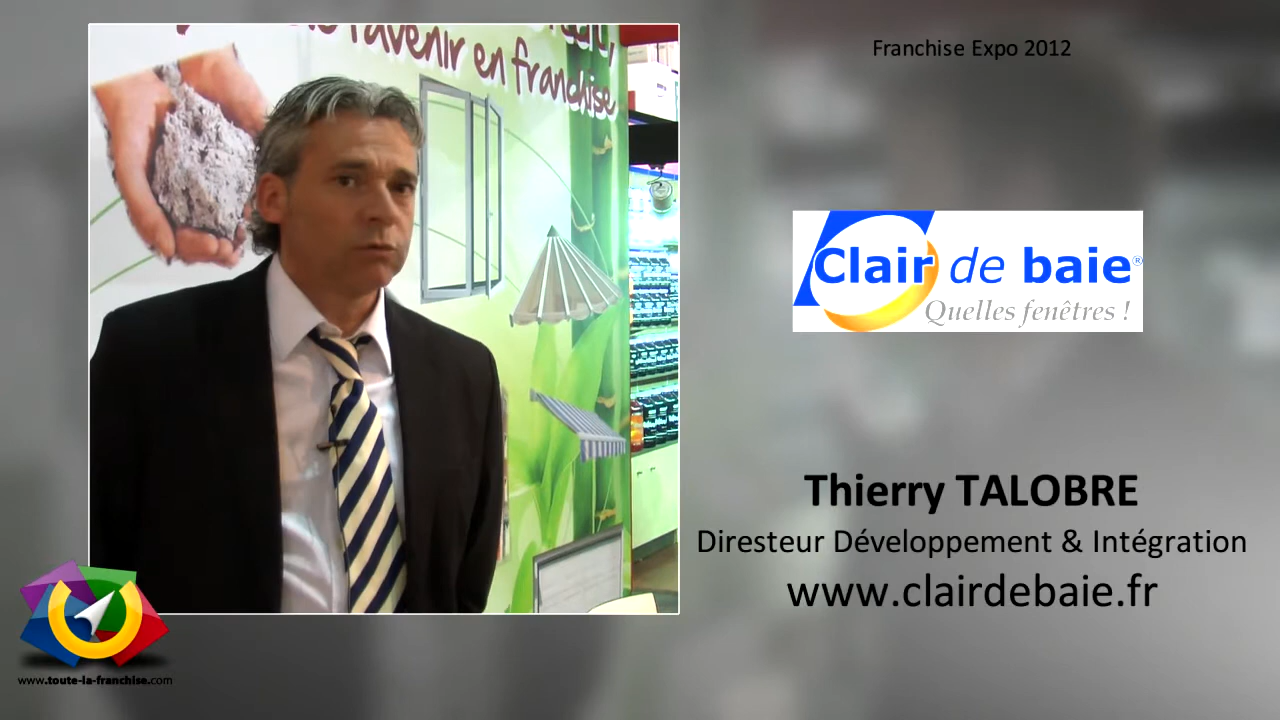 l'avenir en franchise
Franchise Expo 2012
Clair de baie®
Quelles fenêtres !
Thierry TALOBRE
Diresteur Développement & Intégration
www.clairdebaie.fr
www.toute-la-franchise.com